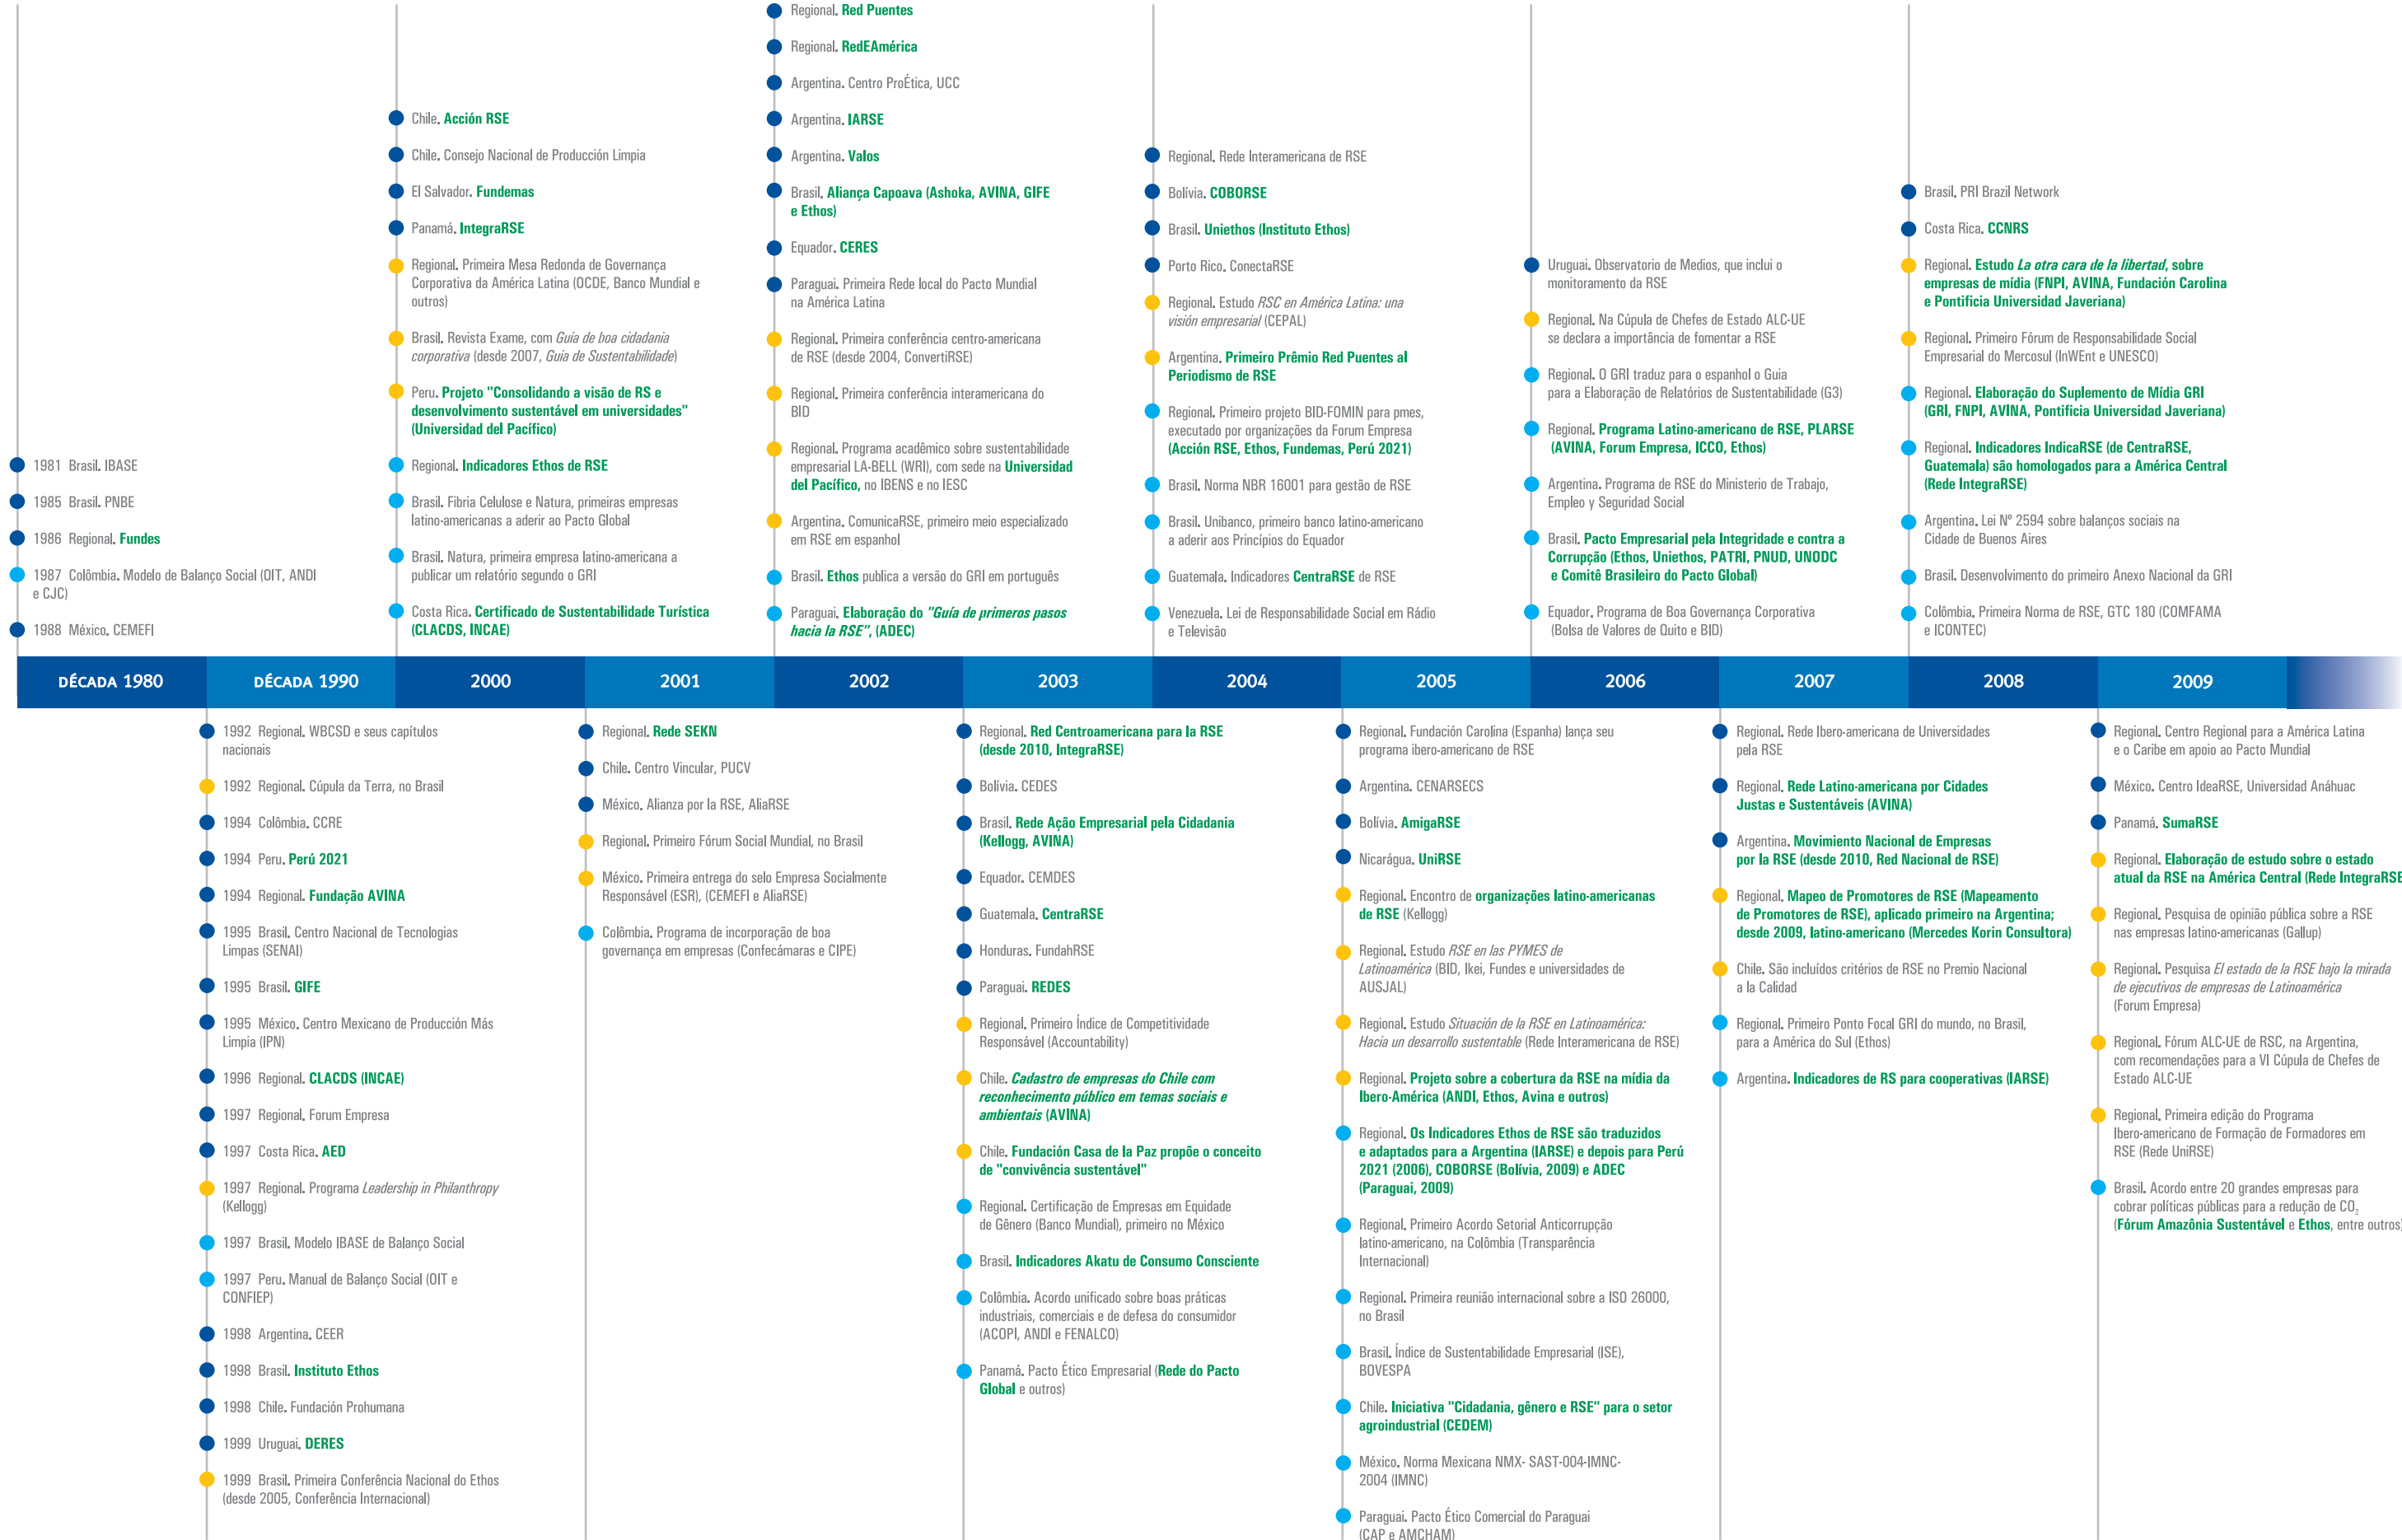 1981 Brasil. IBASE
1985 Brasil. PNBE
1986 Regional. Fundes
1987 Colômbia. Modelo de Balanço Social (OIT, ANDI
e CJC)
1988 México. CEMEFI
Chile. Acción RSE
Chile. Consejo Nacional de Producción Limpia
El Salvador. Fundemas
Panamá. IntegraRSE
Regional. Primeira Mesa Redonda de Governança
Corporativa da América Latina (OCDE, Banco Mundial e
outros)
Brasil. Revista Exame, com Guia de boa cidadania
corporativa (desde 2007, Guia de Sustentabilidade)
Peru. Projeto "Consolidando a visão de RS e
desenvolvimento sustentável em universidades"
(Universidad del Pacífico)
Regional. Indicadores Ethos de RSE
Brasil. Fibria Celulose e Natura, primeiras empresas
latino-americanas a aderir ao Pacto Global
Brasil. Natura, primeira empresa latino-americana a
publicar um relatório segundo o GRI
Costa Rica. Certificado de Sustentabilidade Turística
(CLACDS, INCAE)
Regional. Red Puentes
Regional. RedEAmérica
Argentina. Centro ProÉtica, UCC
Argentina. IARSE
Argentina. Valos
Brasil. Aliança Capoava (Ashoka, AVINA, GIFE
e Ethos)
Equador. CERES
Paraguai. Primeira Rede local do Pacto Mundial
na América Latina
Regional. Primeira conferência centro-americana
de RSE (desde 2004, ConvertiRSE)
Regional. Primeira conferência interamericana do
BID
Regional. Programa acadêmico sobre sustentabilidade
empresarial LA-BELL (WRI), com sede na Universidad
del Pacífico, no IBENS e no IESC
Argentina. ComunicaRSE, primeiro meio especializado
em RSE em espanhol
Brasil. Ethos publica a versão do GRI em português
Paraguai. Elaboração do "Guía de primeros pasos
hacia la RSE", (ADEC)
Regional. Rede Interamericana de RSE
Bolívia. COBORSE
Brasil. Uniethos (Instituto Ethos)
Porto Rico. ConectaRSE
Regional. Estudo RSC en América Latina: una
visión empresarial (CEPAL)
Argentina. Primeiro Prêmio Red Puentes al
Periodismo de RSE
Regional. Primeiro projeto BID-FOMIN para pmes,
executado por organizações da Forum Empresa
(Acción RSE, Ethos, Fundemas, Perú 2021)
Brasil. Norma NBR 16001 para gestão de RSE
Brasil. Unibanco, primeiro banco latino-americano
a aderir aos Princípios do Equador
Guatemala. Indicadores CentraRSE de RSE
Venezuela. Lei de Responsabilidade Social em Rádio
e Televisão
Uruguai. Observatorio de Medios, que inclui o
monitoramento da RSE
Regional. Na Cúpula de Chefes de Estado ALC-UE
se declara a importância de fomentar a RSE
Regional. O GRI traduz para o espanhol o Guia
para a Elaboração de Relatórios de Sustentabilidade (G3)
Regional. Programa Latino-americano de RSE, PLARSE
(AVINA, Forum Empresa, ICCO, Ethos)
Argentina. Programa de RSE do Ministerio de Trabajo,
Empleo y Seguridad Social
Brasil. Pacto Empresarial pela Integridade e contra a
Corrupção (Ethos, Uniethos, PATRI, PNUD, UNODC
e Comitê Brasileiro do Pacto Global)
Equador. Programa de Boa Governança Corporativa
(Bolsa de Valores de Quito e BID)
Brasil. PRI Brazil Network
Costa Rica. CCNRS
Regional. Estudo La otra cara de la libertad, sobre
empresas de mídia (FNPI, AVINA, Fundación Carolina
e Pontificia Universidad Javeriana)
Regional. Primeiro Fórum de Responsabilidade Social
Empresarial do Mercosul (InWEnt e UNESCO)
Regional. Elaboração do Suplemento de Mídia GRI
(GRI, FNPI, AVINA, Pontificia Universidad Javeriana)
Regional. Indicadores IndicaRSE (de CentraRSE,
Guatemala) são homologados para a América Central
(Rede IntegraRSE)
Argentina. Lei Nº 2594 sobre balanços sociais na
Cidade de Buenos Aires
Brasil. Desenvolvimento do primeiro Anexo Nacional da GRI
Colômbia. Primeira Norma de RSE, GTC 180 (COMFAMA
e ICONTEC)
DÉCADA 1980
DÉCADA 1990
2000
2001
2002
2003
2004
2005
2006
2007
2008
2009
1992 Regional. WBCSD e seus capítulos
nacionais
1992 Regional. Cúpula da Terra, no Brasil
1994 Colômbia. CCRE
1994 Peru. Perú 2021
1994 Regional. Fundação AVINA
1995 Brasil. Centro Nacional de Tecnologias
Limpas (SENAI)
1995 Brasil. GIFE
1995 México. Centro Mexicano de Producción Más
Limpia (IPN)
1996 Regional. CLACDS (INCAE)
1997 Regional. Forum Empresa
1997 Costa Rica. AED
1997 Regional. Programa Leadership in Philanthropy
(Kellogg)
1997 Brasil. Modelo IBASE de Balanço Social
1997 Peru. Manual de Balanço Social (OIT e
CONFIEP)
1998 Argentina. CEER
1998 Brasil. Instituto Ethos
1998 Chile. Fundación Prohumana
1999 Uruguai. DERES
1999 Brasil. Primeira Conferência Nacional do Ethos
(desde 2005, Conferência Internacional)
Regional. Rede SEKN
Chile. Centro Vincular, PUCV
México. Alianza por la RSE, AliaRSE
Regional. Primeiro Fórum Social Mundial, no Brasil
México. Primeira entrega do selo Empresa Socialmente
Responsável (ESR), (CEMEFI e AliaRSE)
Colômbia. Programa de incorporação de boa
governança em empresas (Confecámaras e CIPE)
Regional. Red Centroamericana para la RSE
(desde 2010, IntegraRSE)
Bolívia. CEDES
Brasil. Rede Ação Empresarial pela Cidadania
(Kellogg, AVINA)
Equador. CEMDES
Guatemala. CentraRSE
Honduras. FundahRSE
Paraguai. REDES
Regional. Primeiro Índice de Competitividade
Responsável (Accountability)
Chile. Cadastro de empresas do Chile com
reconhecimento público em temas sociais e
ambientais (AVINA)
Chile. Fundación Casa de la Paz propõe o conceito
de "convivência sustentável"
Regional. Certificação de Empresas em Equidade
de Gênero (Banco Mundial), primeiro no México
Brasil. Indicadores Akatu de Consumo Consciente
Colômbia. Acordo unificado sobre boas práticas
industriais, comerciais e de defesa do consumidor
(ACOPI, ANDI e FENALCO)
Panamá. Pacto Ético Empresarial (Rede do Pacto
Global e outros)
Regional. Fundación Carolina (Espanha) lança seu
programa ibero-americano de RSE
Argentina. CENARSECS
Bolívia. AmigaRSE
Nicarágua. UniRSE
Regional. Encontro de organizações latino-americanas
de RSE (Kellogg)
Regional. Estudo RSE en las PYMES de
Latinoamérica (BID, Ikei, Fundes e universidades de
AUSJAL)
Regional. Estudo Situación de la RSE en Latinoamérica:
Hacia un desarrollo sustentable (Rede Interamericana de RSE)
Regional. Projeto sobre a cobertura da RSE na mídia da
Ibero-América (ANDI, Ethos, Avina e outros)
Regional. Os Indicadores Ethos de RSE são traduzidos
e adaptados para a Argentina (IARSE) e depois para Perú
2021 (2006), COBORSE (Bolívia, 2009) e ADEC
(Paraguai, 2009)
Regional. Primeiro Acordo Setorial Anticorrupção
latino-americano, na Colômbia (Transparência
Internacional)
Regional. Primeira reunião internacional sobre a ISO 26000,
no Brasil
Brasil. Índice de Sustentabilidade Empresarial (ISE),
BOVESPA
Chile. Iniciativa "Cidadania, gênero e RSE" para o setor
agroindustrial (CEDEM)
México. Norma Mexicana NMX- SAST-004-IMNC-
2004 (IMNC)
Paraguai. Pacto Ético Comercial do Paraguai
(CAP e AMCHAM)
Regional. Rede Ibero-americana de Universidades
pela RSE
Regional. Rede Latino-americana por Cidades
Justas e Sustentáveis (AVINA)
Argentina. Movimiento Nacional de Empresas
por la RSE (desde 2010, Red Nacional de RSE)
Regional. Mapeo de Promotores de RSE (Mapeamento
de Promotores de RSE), aplicado primeiro na Argentina;
desde 2009, latino-americano (Mercedes Korin Consultora)
Chile. São incluídos critérios de RSE no Premio Nacional
a la Calidad
Regional. Primeiro Ponto Focal GRI do mundo, no Brasil,
para a América do Sul (Ethos)
Argentina. Indicadores de RS para cooperativas (IARSE)
Regional. Centro Regional para a América Latina
e o Caribe em apoio ao Pacto Mundial
México. Centro IdeaRSE, Universidad Anáhuac
Panamá. SumaRSE
Regional. Elaboração de estudo sobre o estado
atual da RSE na América Central (Rede IntegraRSE
Regional. Pesquisa de opinião pública sobre a RSE
nas empresas latino-americanas (Gallup)
Regional. Pesquisa El estado de la RSE bajo la mirada
de ejecutivos de empresas de Latinoamérica
(Forum Empresa)
Regional. Fórum ALC-UE de RSC, na Argentina,
com recomendações para a VI Cúpula de Chefes de
Estado ALC-UE
Regional. Primeira edição do Programa
Ibero-americano de Formação de Formadores em
RSE (Rede UniRSE)
Brasil. Acordo entre 20 grandes empresas para
cobrar políticas públicas para a redução de CO₂
(Fórum Amazônia Sustentável e Ethos, entre outros)